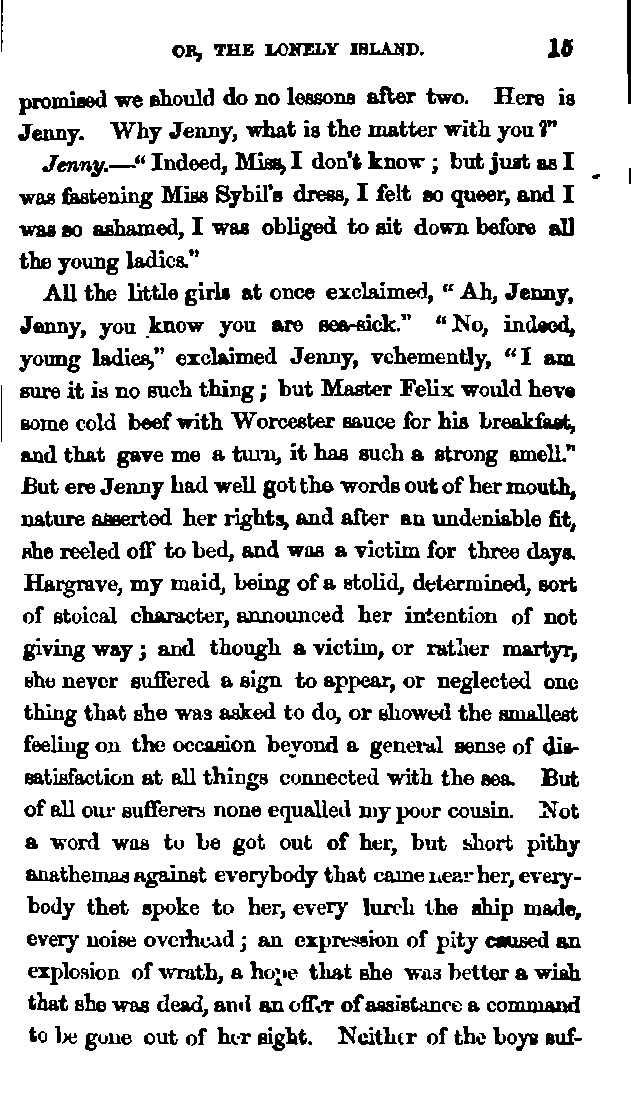 OR, THE LONELY ISLAND. 15
promised we should do no lessons after two. Here is
Jenny. Why Jenny, what is the matter with you?"
Jenny.—"Indeed, Miss, I don't know; but just as I
was fastening Miss Sybil's dress, I felt so queer, and I
was so ashamed, I was obliged to sit down before all
the young ladies."
All the little girls at once exclaimed, "Ah, Jenny,
Jenny, you know you are sea-sick." "No, indeed,
young ladies," exclaimed Jenny, vehemently, "I am
sure it is no such thing; but Master Felix would heve
some cold beef with Worcester sauce for his breakfast,
and that gave me a turn, it has such a strong smell."
But ere Jenny had well got the words out of her mouth,
nature asserted her rights, and after an undeniable fit,
she reeled off to bed, and was a victim for three days.
Hargrave, my maid, being of a stolid, determined, sort
of stoical character, announced her intention of not
giving way; and though a victim, or rather martyr,
she never suffered a sign to appear, or neglected one
thing that she was asked to do, or showed the smallest
feeling on the occasion beyond a general sense of dis-
satisfaction at all things connected with the sea. But
of all our sufferers none equalled my poor cousin. Not
a word was to be got out of her, but short pithy
anathemas against everybody that came near her, every-
body thet spoke to her, every lurch the ship made,
every noise overhead; an expression of pity caused an
explosion of wrath, a hope that she was better a wish
that she was dead, and an offer of assistance a command
to be gone out of her sight. Neither of the boys suf-